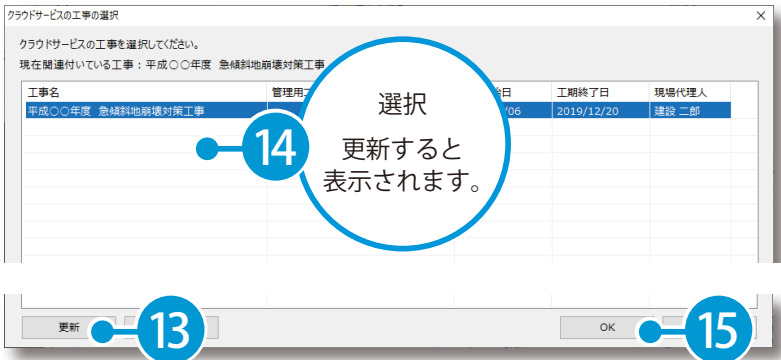 クラウドサービスの工事の選択
クラウドサービスの工事を選択してください。
現在関連付いている工事：平成○○年度 急傾斜地崩壊対策工事
工事名 管理用 日 工期終了日 現場代理人
平成○○年度 急傾斜地崩壊対策工事 /06 2019/12/20 建設 二郎
選択
更新すると
表示されます。
14
更新 13 OK 15